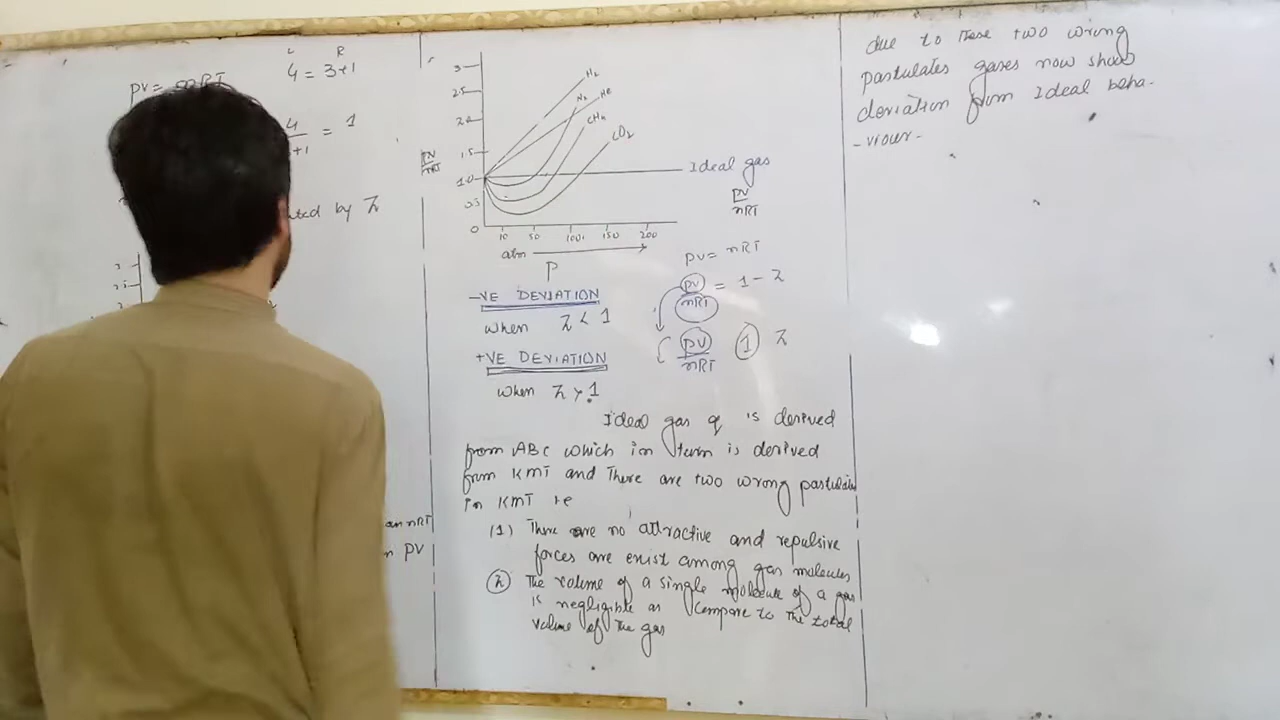 PV = nRT
L R
4 = 3+1
4
+1 = 1
by Z
an nRT
PV
3
2.5
2.0
1.5
PV
nRT
1.0
0.5
0
10 50 100 150 200
atm
P
H2
N2
He
CH4
CO2
Ideal gas
PV
nRT
PV = nRT
PV = 1 - Z
nRT
PV 1 Z
nRT
-VE DEVIATION
when Z < 1
+VE DEVIATION
when Z > 1
Ideal gas q is derived
from ABC which in turn is derived
from KMT and There are two wrong pastulates
in KMT ie
(1) There are no attractive and repulsive
forces are exist among gas molecules
(2) The volume of a single molecule of a gas
is negligible as compare to the total
volume of the gas
due to these two wrong
pastulates gases now show
deviation from Ideal beha-
-viour-